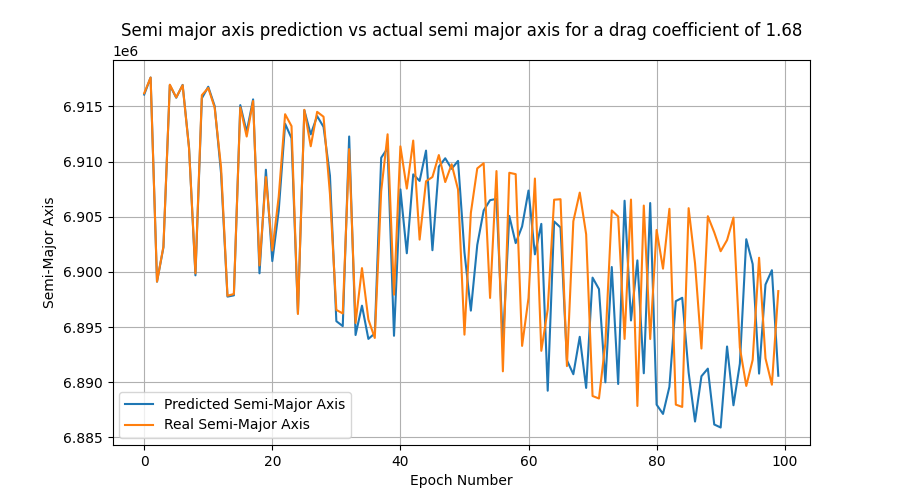 Semi major axis prediction vs actual semi major axis for a drag coefficient of 1.68
1e6
6.915
6.910
6.905
6.900
6.895
6.890
6.885
Semi-Major Axis
Predicted Semi-Major Axis
Real Semi-Major Axis
0 20 40 60 80 100
Epoch Number